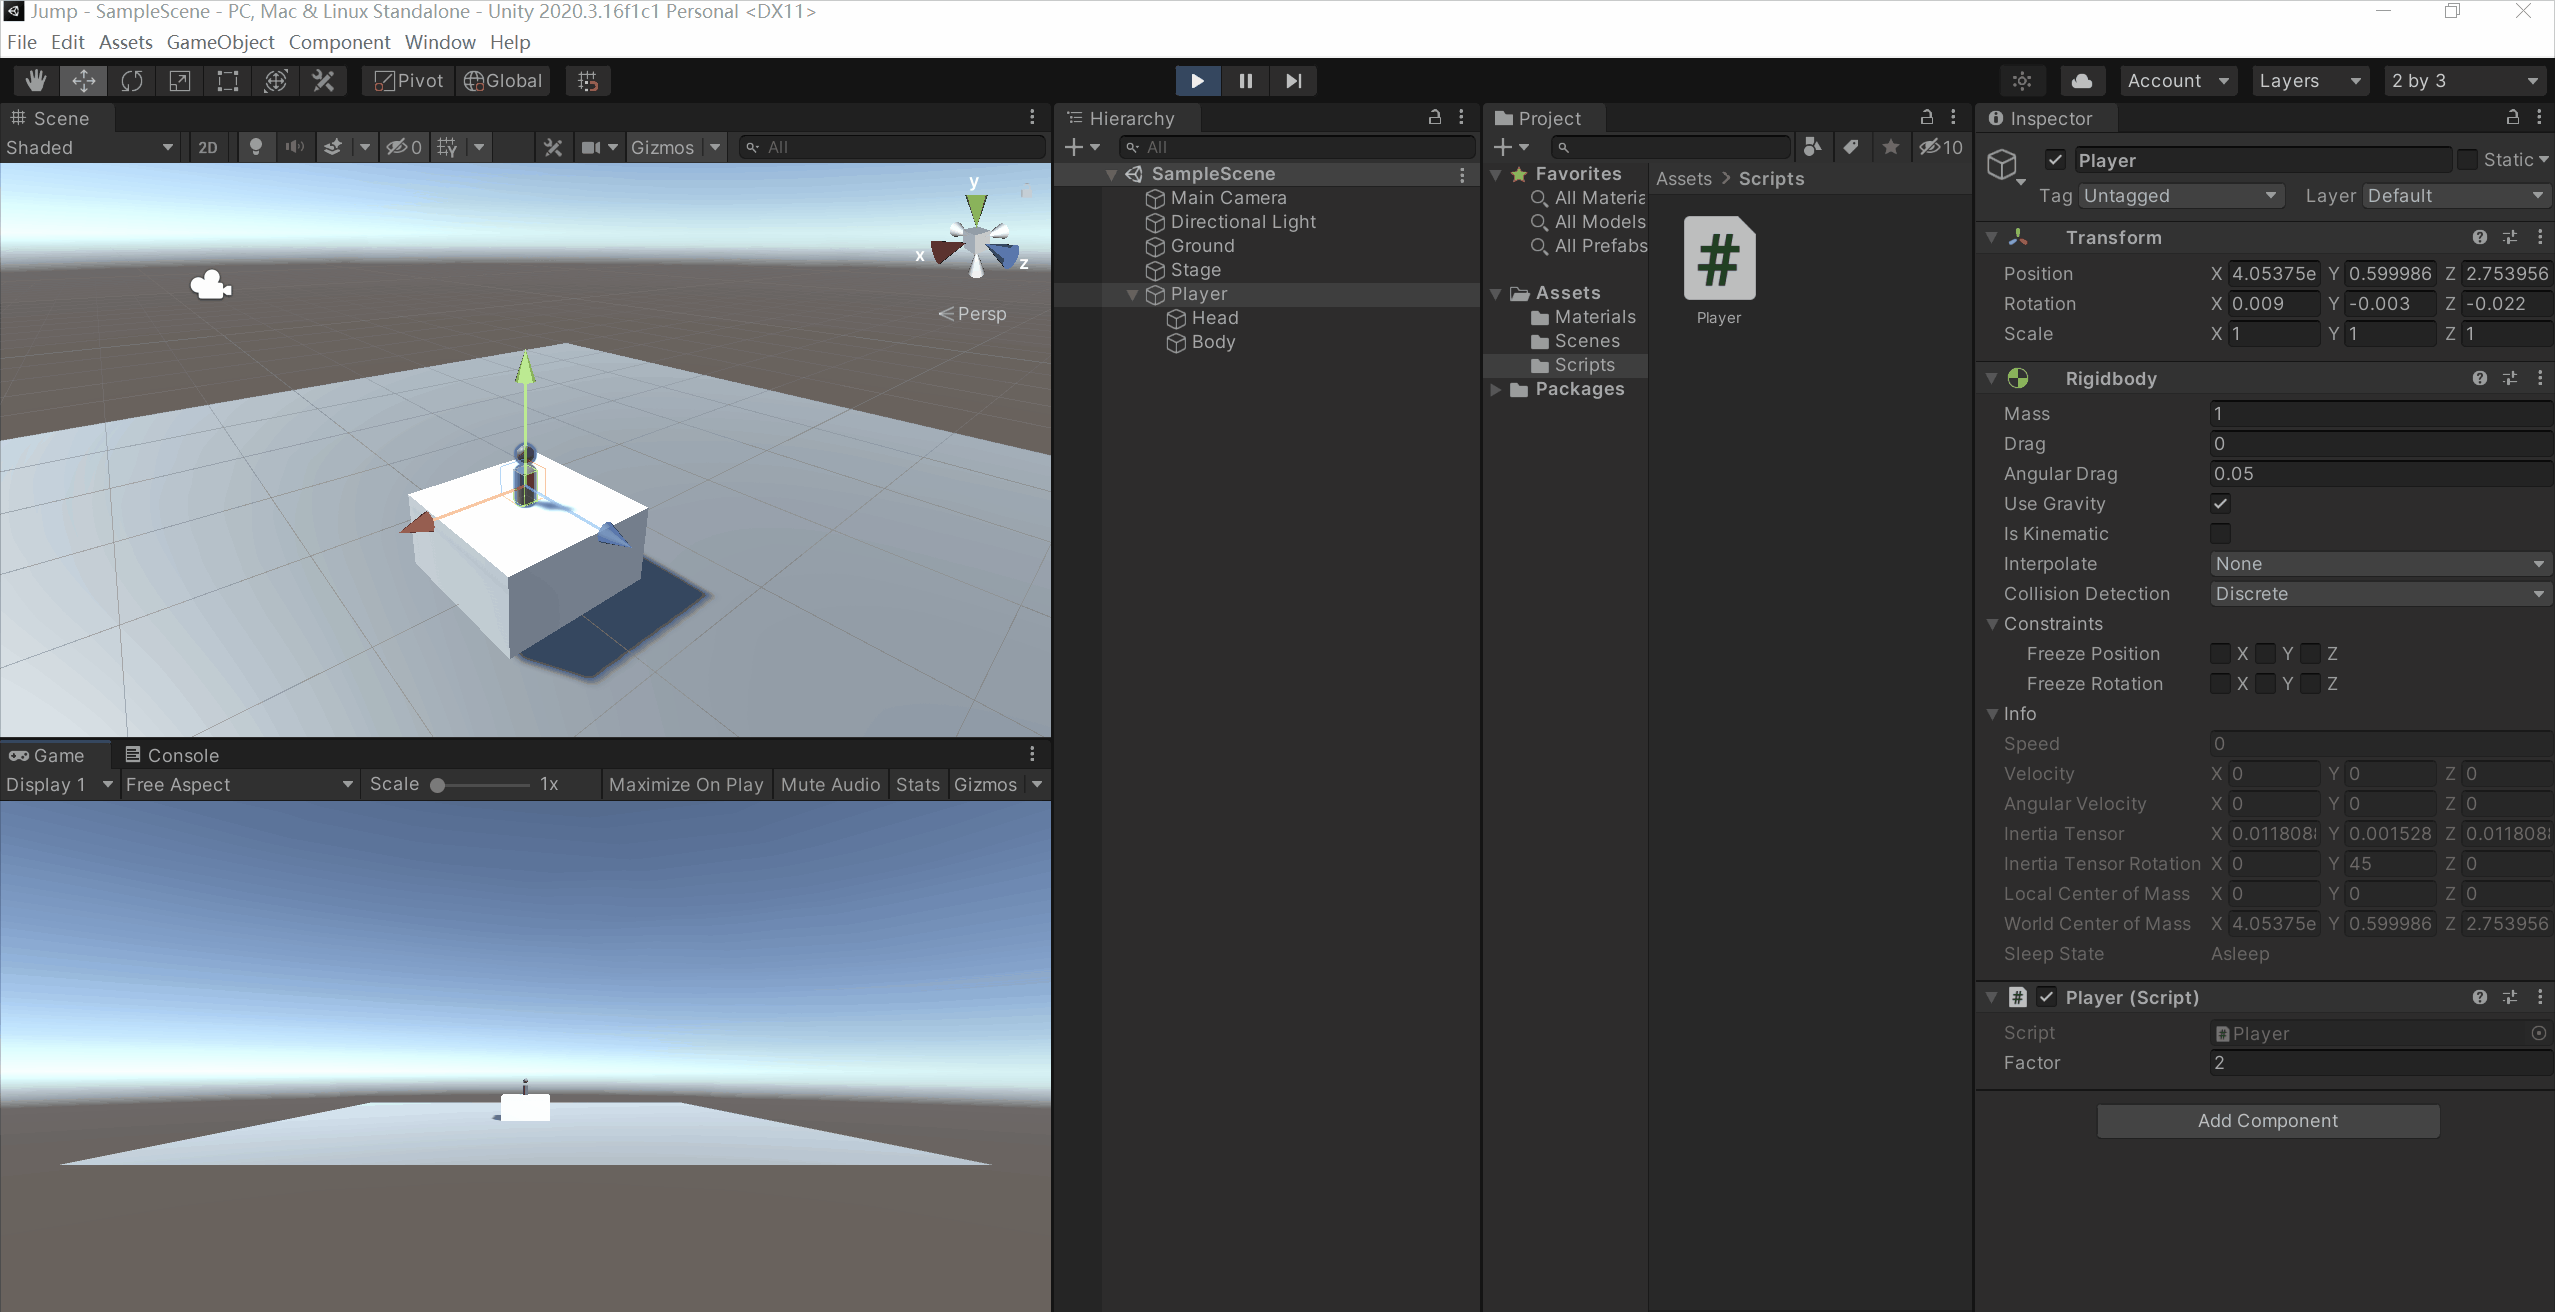 Jump - SampleScene - PC, Mac & Linux Standalone - Unity 2020.3.16f1c1 Personal <DX11>
File Edit Assets GameObject Component Window Help
Pivot Global Account Layers 2 by 3
Scene
Shaded 2D 0 Gizmos All
y
x
z
Persp
Game Console
Display 1 Free Aspect Scale 1x Maximize On Play Mute Audio Stats Gizmos
Hierarchy
All
SampleScene
Main Camera
Directional Light
Ground
Stage
Player
Head
Body
Project
10
Favorites
All Materia
All Models
All Prefabs
Assets
Materials
Scenes
Scripts
Packages
Assets > Scripts
#
Player
Inspector
Player Static
Tag Untagged Layer Default
Transform
Position X 4.05375e Y 0.599986 Z 2.753956
Rotation X 0.009 Y -0.003 Z -0.022
Scale X 1 Y 1 Z 1
Rigidbody
Mass 1
Drag 0
Angular Drag 0.05
Use Gravity
Is Kinematic
Interpolate None
Collision Detection Discrete
Constraints
Freeze Position X Y Z
Freeze Rotation X Y Z
Info
Speed 0
Velocity X 0 Y 0 Z 0
Angular Velocity X 0 Y 0 Z 0
Inertia Tensor X 0.011808 Y 0.001528 Z 0.011808
Inertia Tensor Rotation X 0 Y 45 Z 0
Local Center of Mass X 0 Y 0 Z 0
World Center of Mass X 4.05375e Y 0.599986 Z 2.753956
Sleep State Asleep
# Player (Script)
Script # Player
Factor 2
Add Component